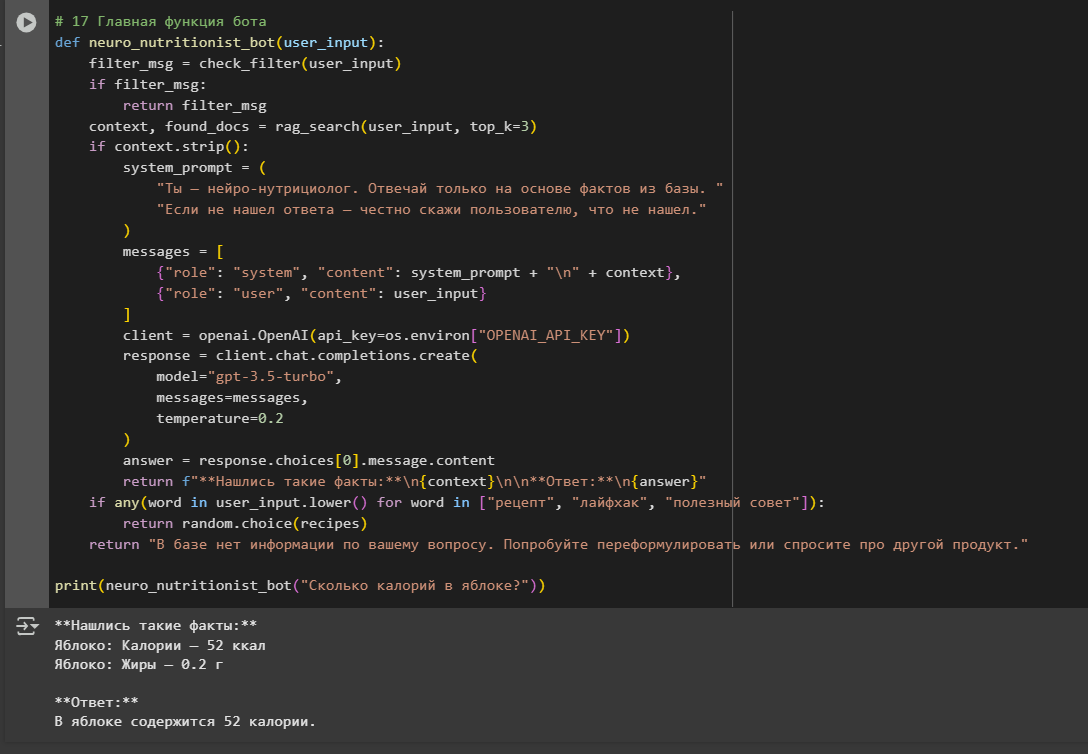 # 17 Главная функция бота
def neuro_nutritionist_bot(user_input):
    filter_msg = check_filter(user_input)
    if filter_msg:
        return filter_msg
    context, found_docs = rag_search(user_input, top_k=3)
    if context.strip():
        system_prompt = (
            "Ты — нейро-нутрициолог. Отвечай только на основе фактов из базы. "
            "Если не нашел ответа — честно скажи пользователю, что не нашел."
        )
        messages = [
            {"role": "system", "content": system_prompt + "\n" + context},
            {"role": "user", "content": user_input}
        ]
        client = openai.OpenAI(api_key=os.environ["OPENAI_API_KEY"])
        response = client.chat.completions.create(
            model="gpt-3.5-turbo",
            messages=messages,
            temperature=0.2
        )
        answer = response.choices[0].message.content
        return f"**Нашлись такие факты:**\n{context}\n\n**Ответ:**\n{answer}"
    if any(word in user_input.lower() for word in ["рецепт", "лайфхак", "полезный совет"]):
        return random.choice(recipes)
    return "В базе нет информации по вашему вопросу. Попробуйте переформулировать или спросите про другой продукт."

print(neuro_nutritionist_bot("Сколько калорий в яблоке?"))
**Нашлись такие факты:**
Яблоко: Калории — 52 ккал
Яблоко: Жиры — 0.2 г

**Ответ:**
В яблоке содержится 52 калории.